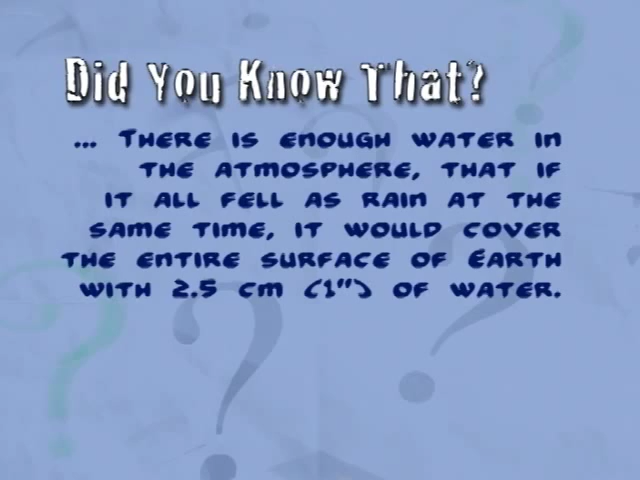 Did You Know That?
... There is enough water in
the atmosphere, that if
it all fell as rain at the
same time, it would cover
the entire surface of Earth
with 2.5 cm (1") of water.